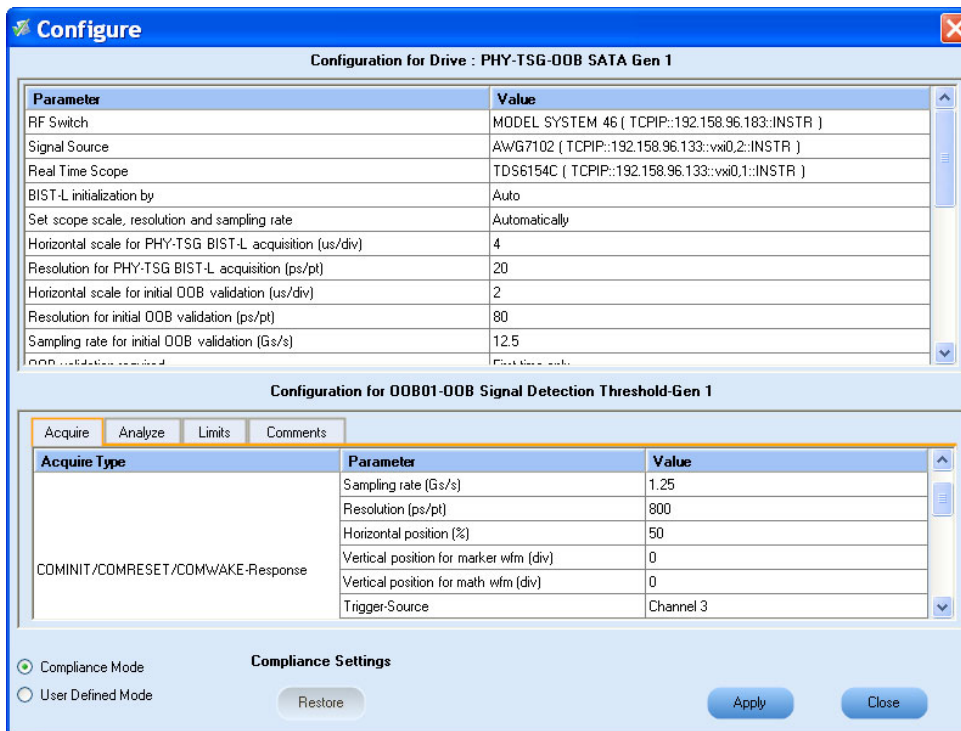 Configure
Configuration for Drive : PHY-TSG-OOB SATA Gen 1
Parameter Value
RF Switch MODEL SYSTEM 46 ( TCPIP::192.158.96.183::INSTR )
Signal Source AWG7102 ( TCPIP::192.158.96.133::vxi0,2::INSTR )
Real Time Scope TDS6154C ( TCPIP::192.158.96.133::vxi0,1::INSTR )
BIST-L initialization by Auto
Set scope scale, resolution and sampling rate Automatically
Horizontal scale for PHY-TSG BIST-L acquisition (us/div) 4
Resolution for PHY-TSG BIST-L acquisition (ps/pt) 20
Horizontal scale for initial OOB validation (us/div) 2
Resolution for initial OOB validation (ps/pt) 80
Sampling rate for initial OOB validation (Gs/s) 12.5
OOB validation required First time only
Configuration for OOB01-OOB Signal Detection Threshold-Gen 1
Acquire Analyze Limits Comments
Acquire Type Parameter Value
Sampling rate (Gs/s) 1.25
Resolution (ps/pt) 800
Horizontal position (%) 50
Vertical position for marker wfm (div) 0
COMINIT/COMRESET/COMWAKE-Response
Vertical position for math wfm (div) 0
Trigger-Source Channel 3
Compliance Mode Compliance Settings
User Defined Mode Restore Apply Close